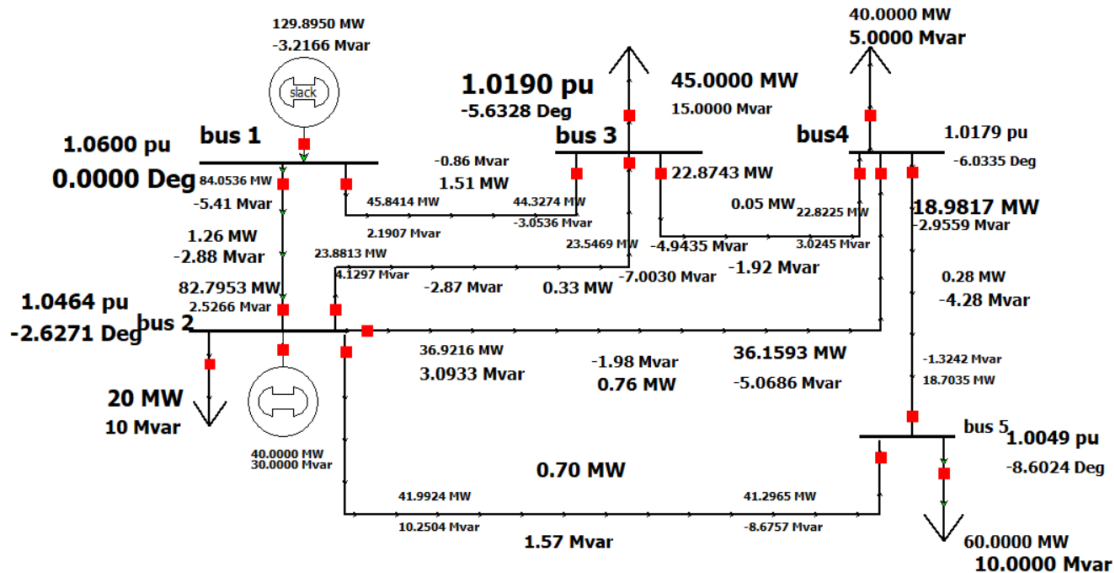 129.8950 MW
-3.2166 Mvar
slack
bus 1
1.0600 pu
0.0000 Deg
84.0536 MW
-5.41 Mvar
1.26 MW
-2.88 Mvar
82.7953 MW
2.5266 Mvar
-0.86 Mvar
1.51 MW
45.8414 MW
2.1907 Mvar
44.3274 MW
-3.0536 Mvar
1.0190 pu
-5.6328 Deg
bus 3
45.0000 MW
15.0000 Mvar
40.0000 MW
5.0000 Mvar
bus4
1.0179 pu
-6.0335 Deg
22.8743 MW
0.05 MW
22.8225 MW
-4.9435 Mvar
3.0245 Mvar
-1.92 Mvar
18.9817 MW
-2.9559 Mvar
0.28 MW
-4.28 Mvar
-1.3242 Mvar
18.7035 MW
23.8813 MW
4.1297 Mvar
-2.87 Mvar
0.33 MW
23.5469 MW
-7.0030 Mvar
1.0464 pu
-2.6271 Deg
bus 2
36.9216 MW
3.0933 Mvar
-1.98 Mvar
0.76 MW
36.1593 MW
-5.0686 Mvar
20 MW
10 Mvar
40.0000 MW
30.0000 Mvar
0.70 MW
41.9924 MW
10.2504 Mvar
1.57 Mvar
41.2965 MW
-8.6757 Mvar
bus 5
1.0049 pu
-8.6024 Deg
60.0000 MW
10.0000 Mvar